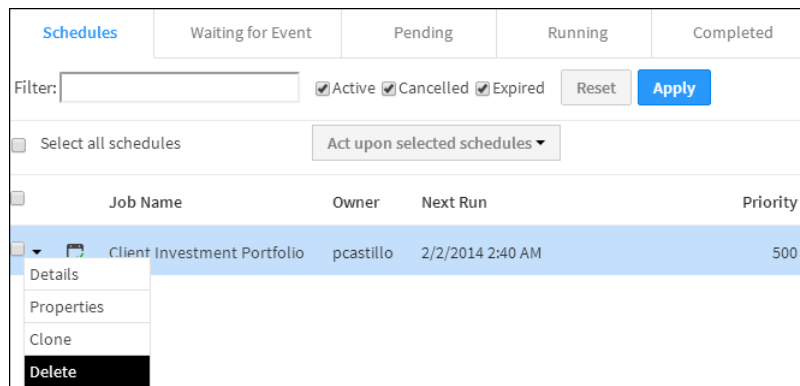 Schedules Waiting for Event Pending Running Completed
Filter: Active Cancelled Expired Reset Apply
Select all schedules Act upon selected schedules
Job Name Owner Next Run Priority
Client Investment Portfolio pcastillo 2/2/2014 2:40 AM 500
Details
Properties
Clone
Delete